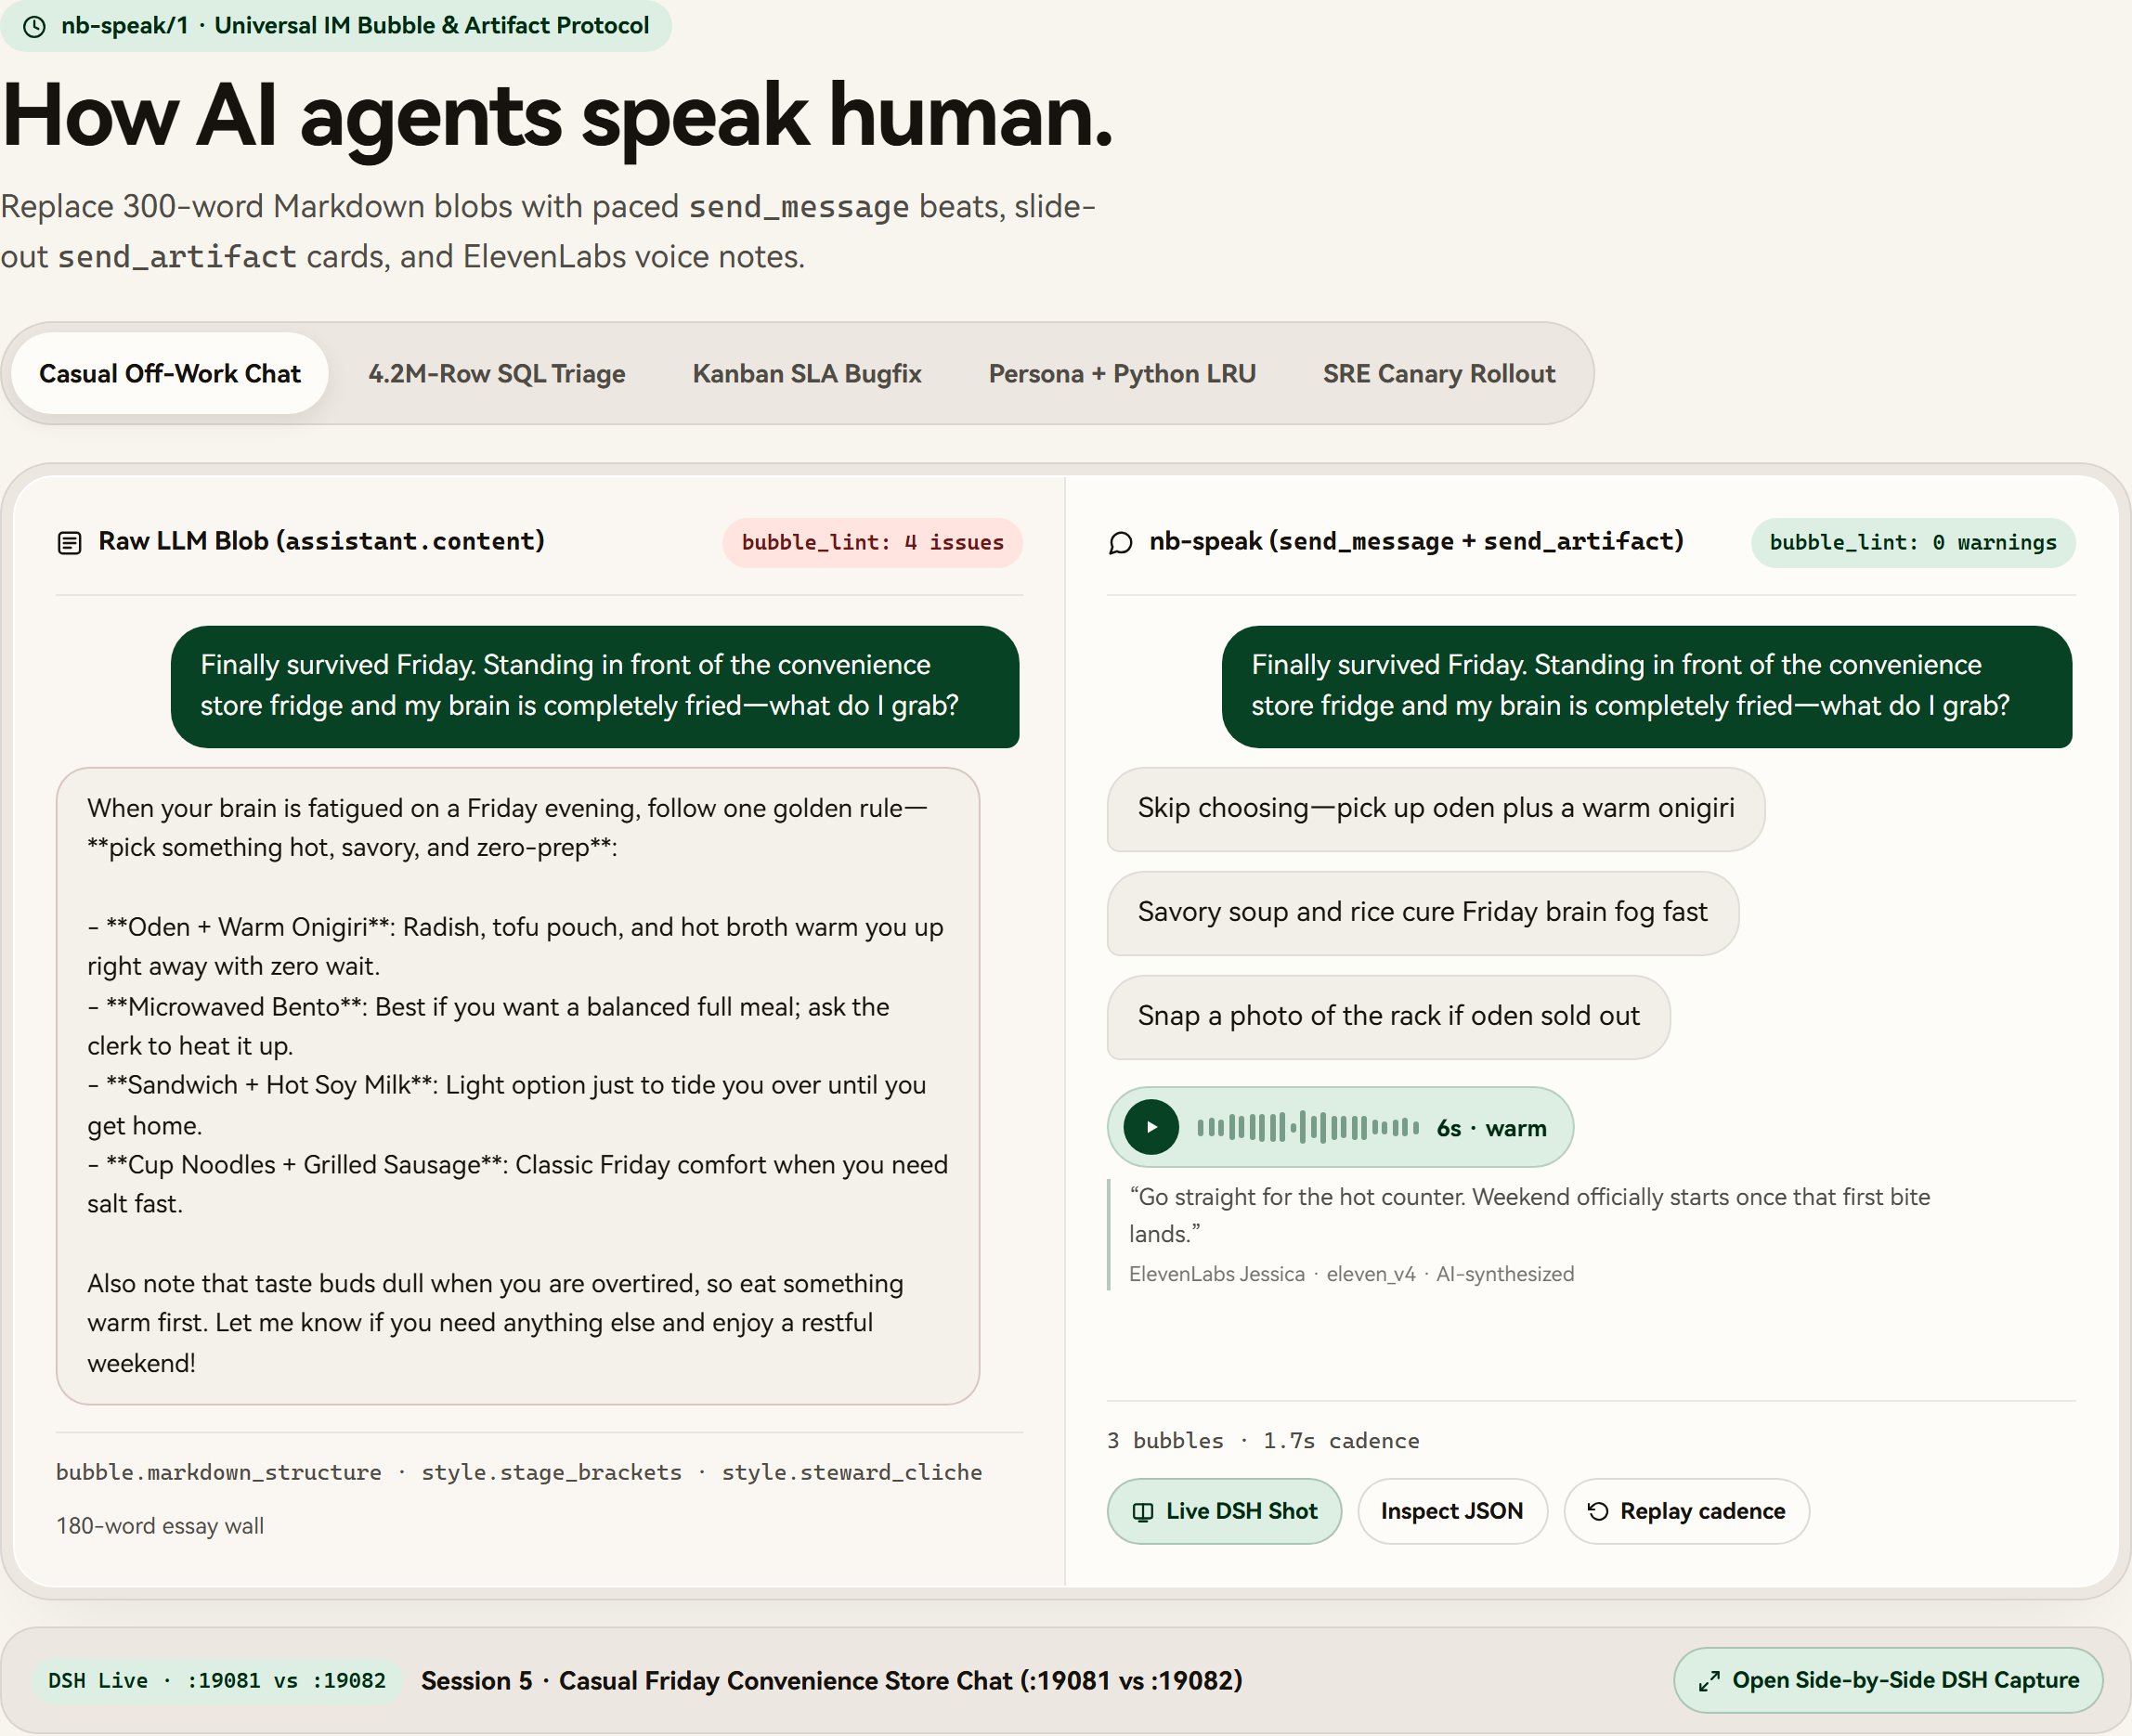 nb-speak/1 · Universal IM Bubble & Artifact Protocol
How AI agents speak human.
Replace 300-word Markdown blobs with paced send_message beats, slide-
out send_artifact cards, and ElevenLabs voice notes.
Casual Off-Work Chat
4.2M-Row SQL Triage
Kanban SLA Bugfix
Persona + Python LRU
SRE Canary Rollout
Raw LLM Blob (assistant.content)
bubble_lint: 4 issues
Finally survived Friday. Standing in front of the convenience
store fridge and my brain is completely fried—what do I grab?
When your brain is fatigued on a Friday evening, follow one golden rule—
**pick something hot, savory, and zero-prep**:
- **Oden + Warm Onigiri**: Radish, tofu pouch, and hot broth warm you up
right away with zero wait.
- **Microwaved Bento**: Best if you want a balanced full meal; ask the
clerk to heat it up.
- **Sandwich + Hot Soy Milk**: Light option just to tide you over until you
get home.
- **Cup Noodles + Grilled Sausage**: Classic Friday comfort when you need
salt fast.
Also note that taste buds dull when you are overtired, so eat something
warm first. Let me know if you need anything else and enjoy a restful
weekend!
bubble.markdown_structure · style.stage_brackets · style.steward_cliche
180-word essay wall
nb-speak (send_message + send_artifact)
bubble_lint: 0 warnings
Finally survived Friday. Standing in front of the convenience
store fridge and my brain is completely fried—what do I grab?
Skip choosing—pick up oden plus a warm onigiri
Savory soup and rice cure Friday brain fog fast
Snap a photo of the rack if oden sold out
6s · warm
“Go straight for the hot counter. Weekend officially starts once that first bite
lands.”
ElevenLabs Jessica · eleven_v4 · AI-synthesized
3 bubbles · 1.7s cadence
Live DSH Shot
Inspect JSON
Replay cadence
DSH Live · :19081 vs :19082
Session 5 · Casual Friday Convenience Store Chat (:19081 vs :19082)
Open Side-by-Side DSH Capture